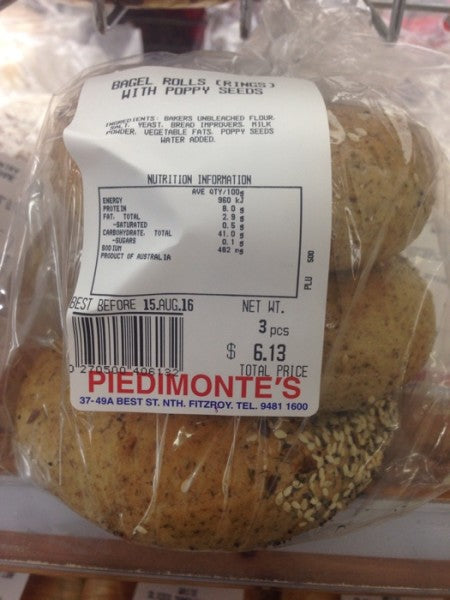 BAGEL ROLLS (RINGS)
WITH POPPY SEEDS
INGREDIENTS: BAKERS UNBLEACHED FLOUR,
SALT, YEAST, BREAD IMPROVERS, MILK
POWDER, VEGETABLE FATS, POPPY SEEDS
WATER ADDED.
NUTRITION INFORMATION
AVE QTY/100g
ENERGY 960 kJ
PROTEIN 8.0 g
FAT, TOTAL 2.9 g
-SATURATED 0.5 g
CARBOHYDRATE, TOTAL 41.0 g
-SUGARS 0.1 g
SODIUM 462 mg
PRODUCT OF AUSTRALIA
PLU
BEST BEFORE 15.AUG.16
NET WT.
3 pcs
$ 6.13
TOTAL PRICE
0 270500 406132
PIEDIMONTE'S
37-49A BEST ST. NTH. FITZROY. TEL. 9481 1600